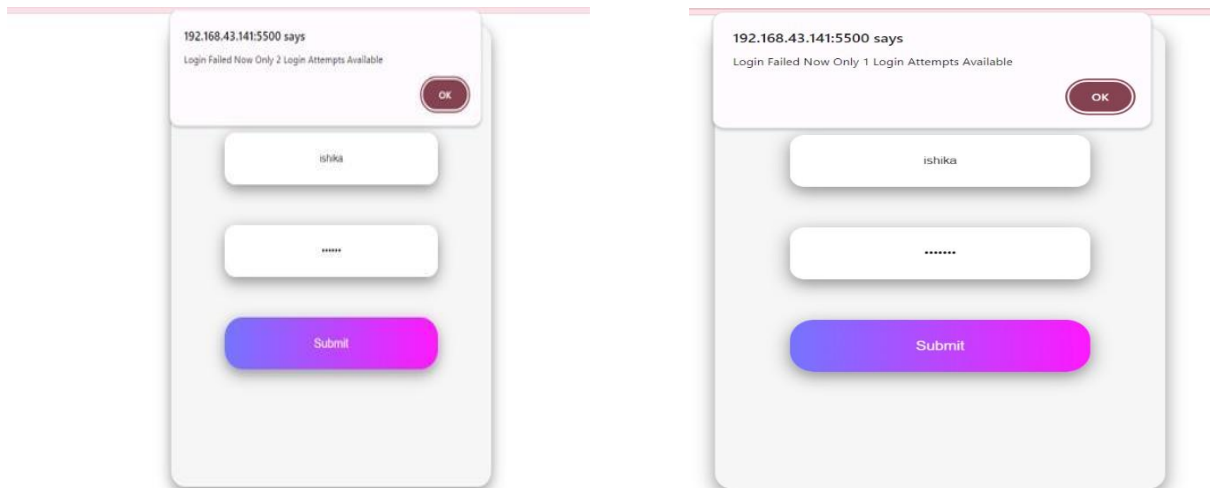 192.168.43.141:5500 says
Login Failed Now Only 2 Login Attempts Available
OK
ishika
••••••
Submit
192.168.43.141:5500 says
Login Failed Now Only 1 Login Attempts Available
OK
ishika
•••••••
Submit